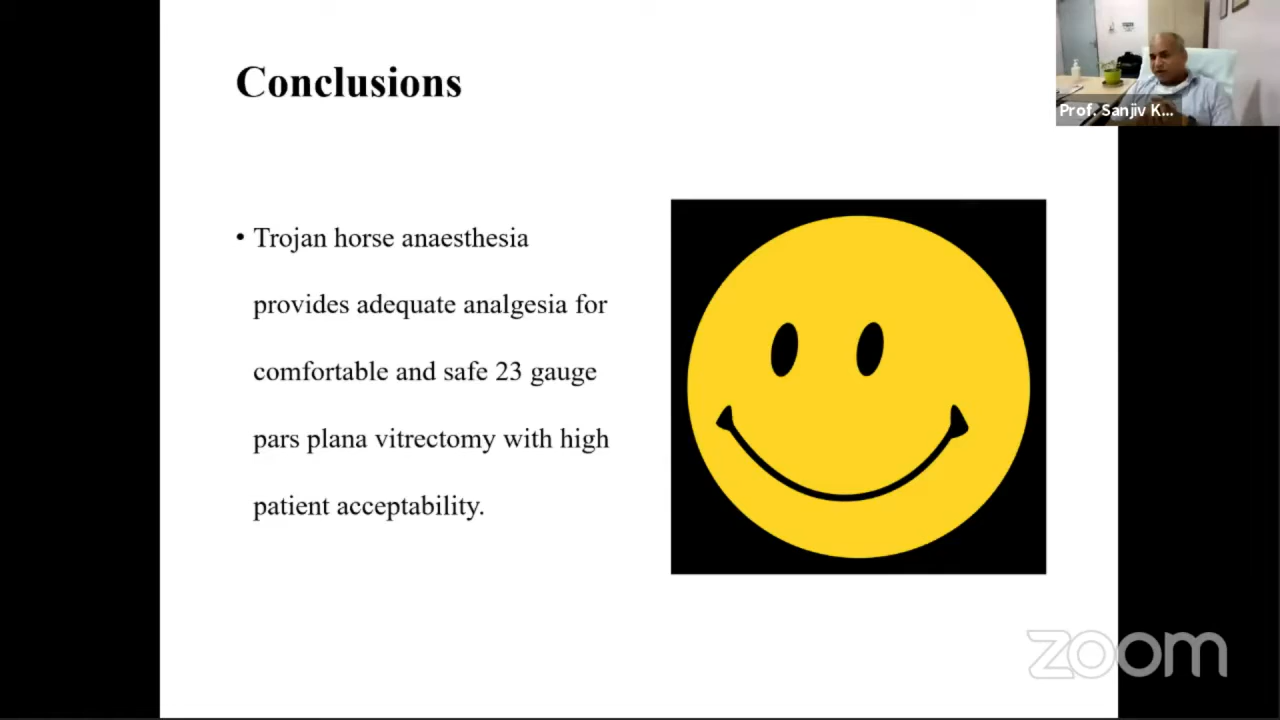 Conclusions
Prof. Sanjiv K...
• Trojan horse anaesthesia
provides adequate analgesia for
comfortable and safe 23 gauge
pars plana vitrectomy with high
patient acceptability.
zoom